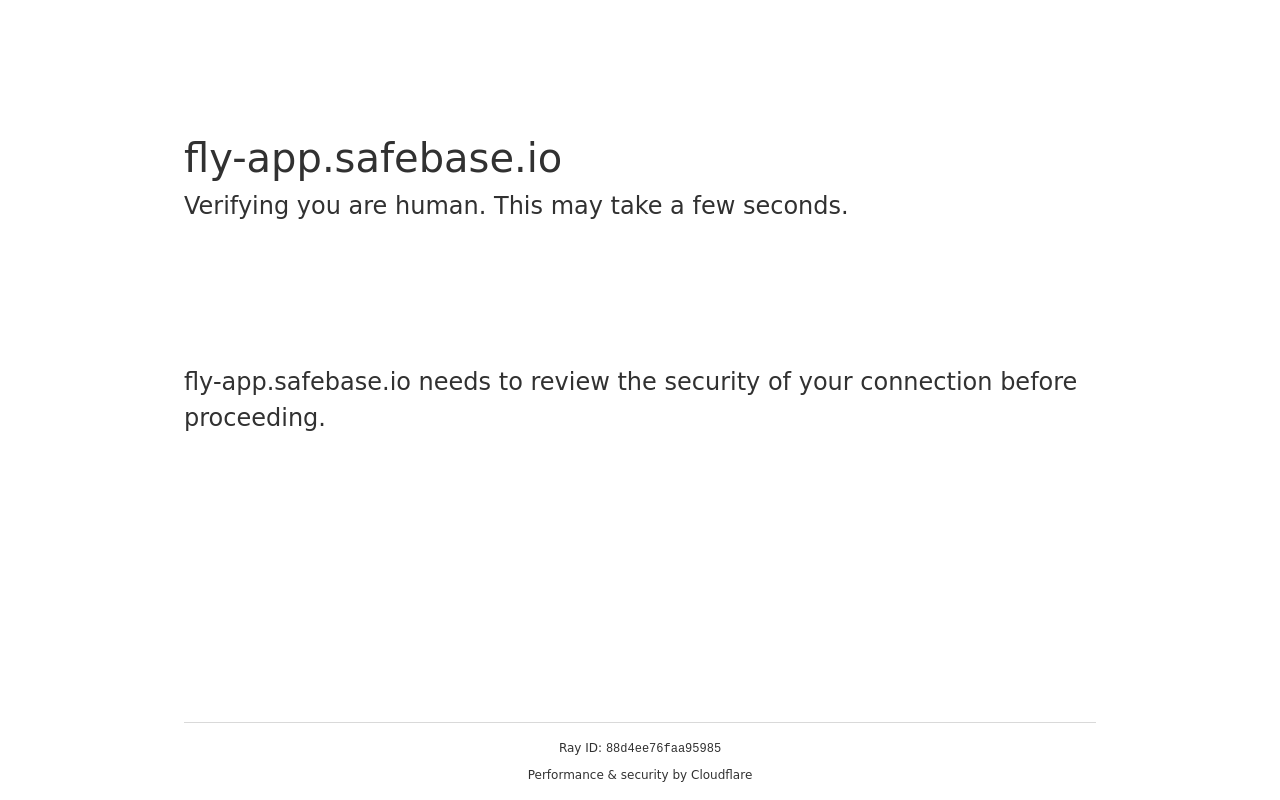 fly-app.safebase.io
Verifying you are human. This may take a few seconds.
fly-app.safebase.io needs to review the security of your connection before
proceeding.
Ray ID: 88d4ee76faa95985
Performance & security by Cloudflare